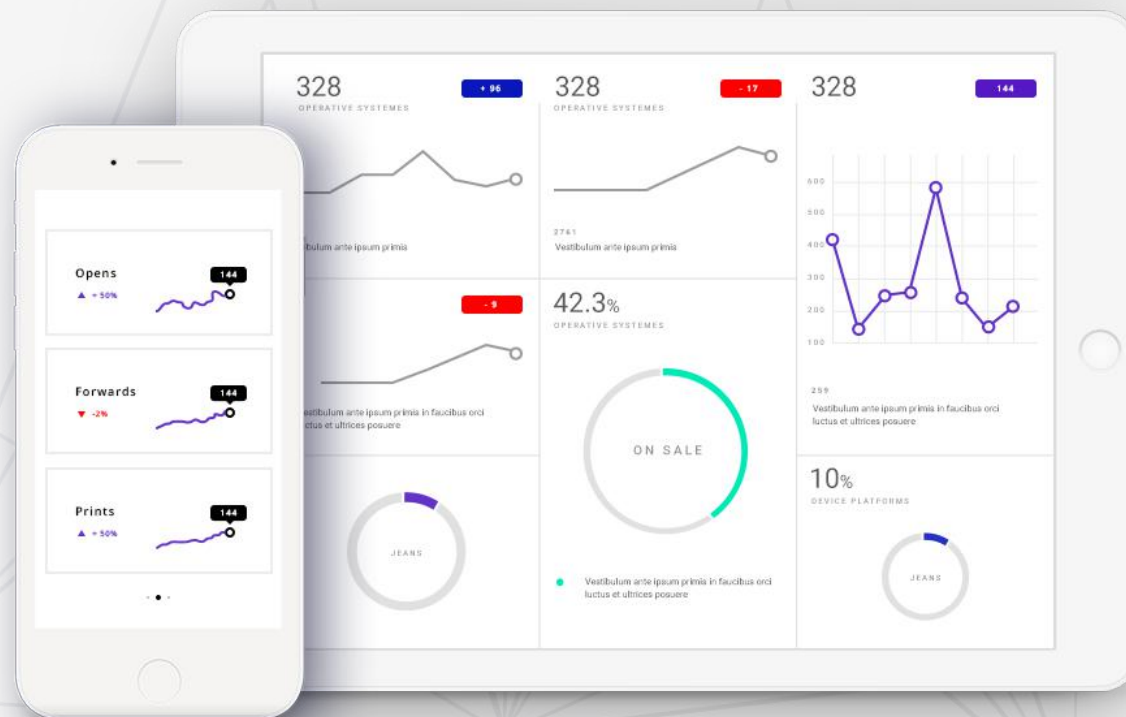 328
+ 96
OPERATIVE SYSTEMES
ibulum ante ipsum primis
328
- 17
OPERATIVE SYSTEMES
2761
Vestibulum ante ipsum primis
328
144
600
500
400
300
200
100
259
Vestibulum ante ipsum primis in faucibus orci
luctus et ultrices posuere
- 9
estibulum ante ipsum primis in faucibus orci
uctus et ultrices posuere
42.3%
OPERATIVE SYSTEMES
ON SALE
Vestibulum ante ipsum primis in faucibus orci
luctus et ultrices posuere
JEANS
10%
DEVICE PLATFORMS
JEANS
Opens
144
▲ + 50%
Forwards
144
▼ -2%
Prints
144
▲ + 50%